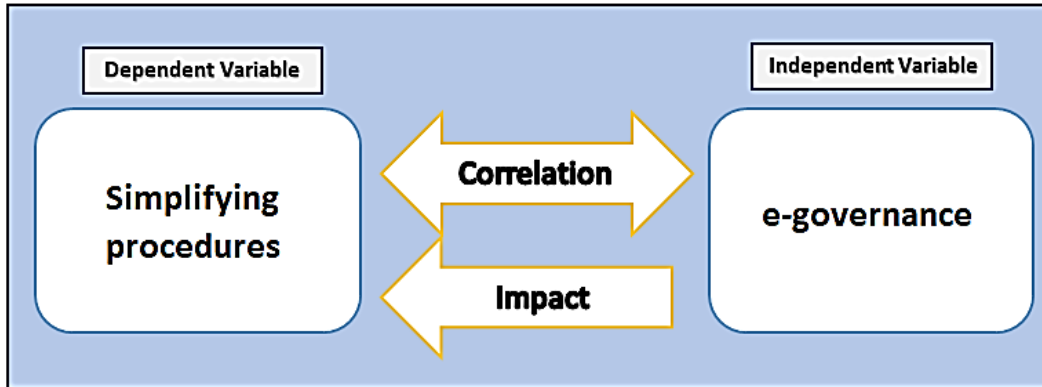 Dependent Variable
Independent Variable
Simplifying
procedures
Correlation
Impact
e-governance